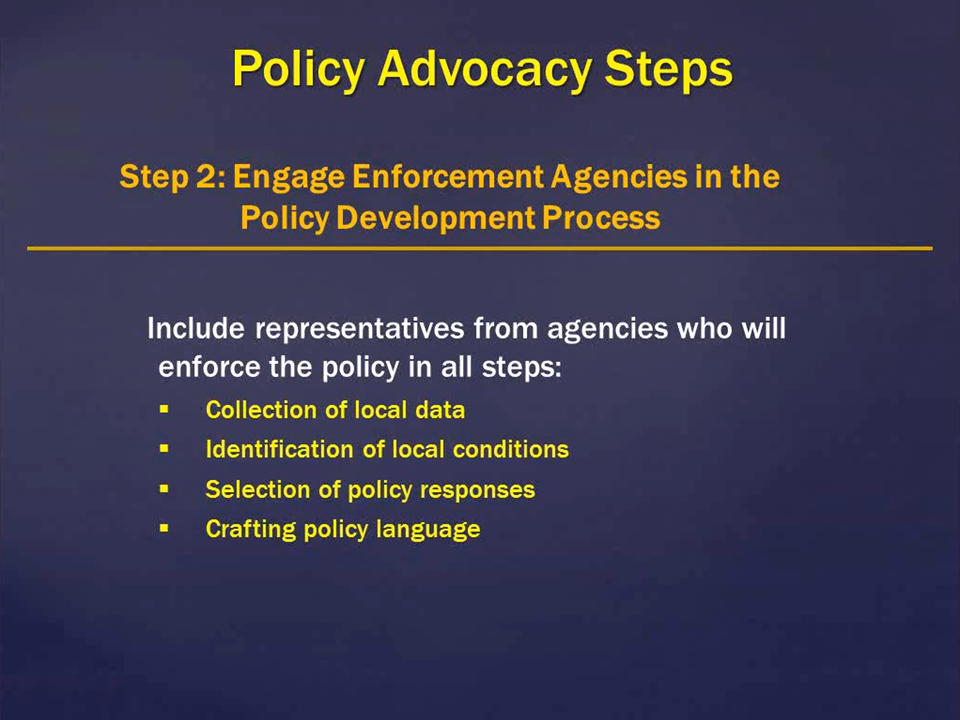 Policy Advocacy Steps
Step 2: Engage Enforcement Agencies in the
Policy Development Process
Include representatives from agencies who will
enforce the policy in all steps:
▪ Collection of local data
▪ Identification of local conditions
▪ Selection of policy responses
▪ Crafting policy language